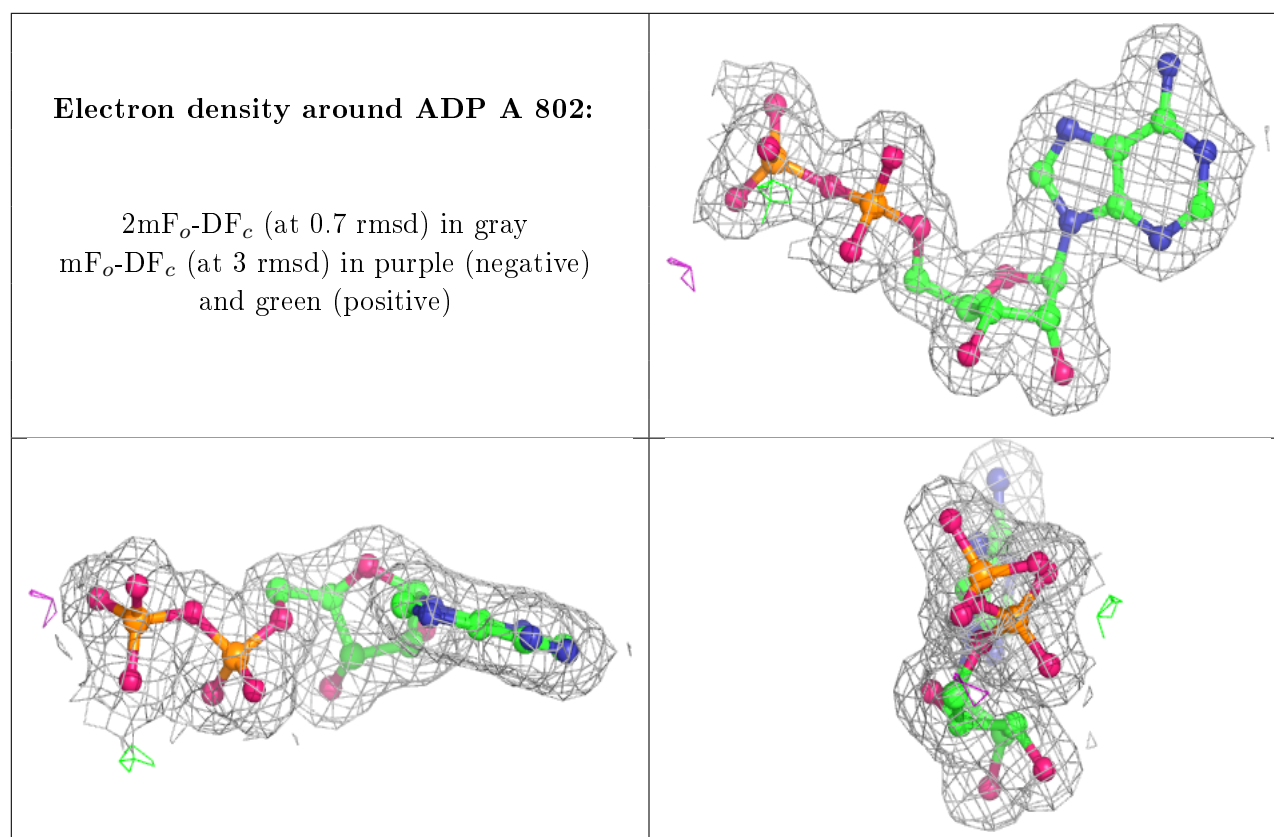 Electron density around ADP A 802:
2mFo-DFc (at 0.7 rmsd) in gray
mFo-DFc (at 3 rmsd) in purple (negative)
and green (positive)